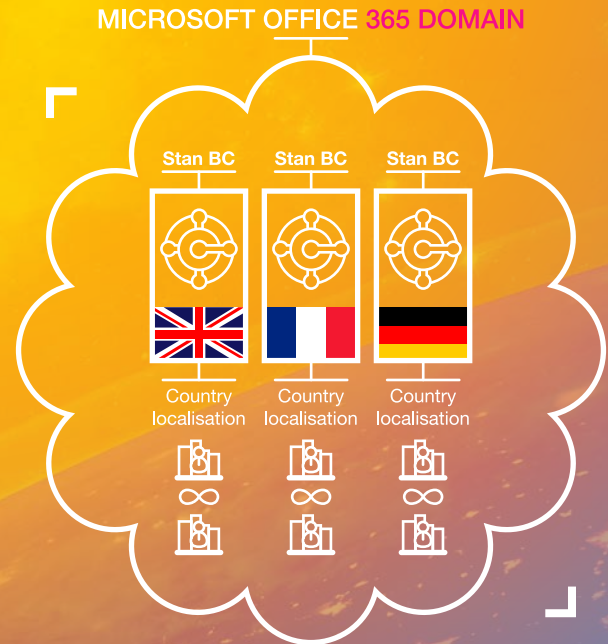 MICROSOFT OFFICE 365 DOMAIN
Stan BC
Stan BC
Stan BC
Country
localisation
Country
localisation
Country
localisation